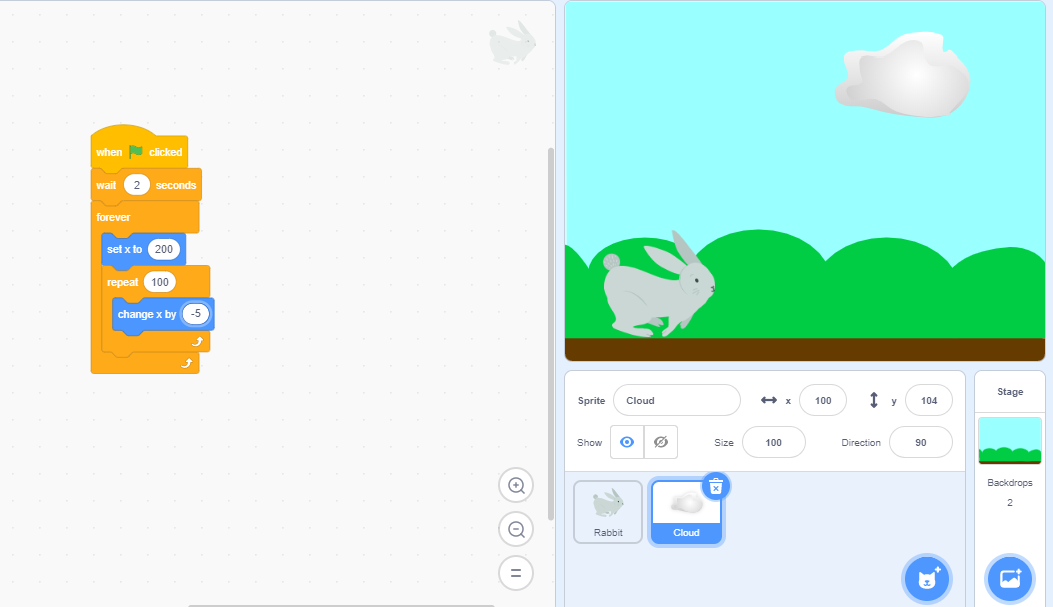 when clicked
wait 2 seconds
forever
set x to 200
repeat 100
change x by -5
Sprite Cloud x 100 y 104
Show Size 100 Direction 90
Rabbit Cloud
Stage
Backdrops
2